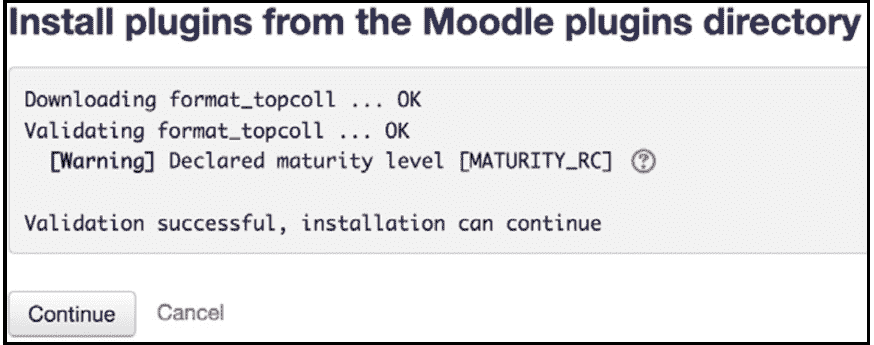 Install plugins from the Moodle plugins directory
Downloading format_topcoll ... OK
Validating format_topcoll ... OK
[Warning] Declared maturity level [MATURITY_RC] ?
Validation successful, installation can continue
Continue Cancel